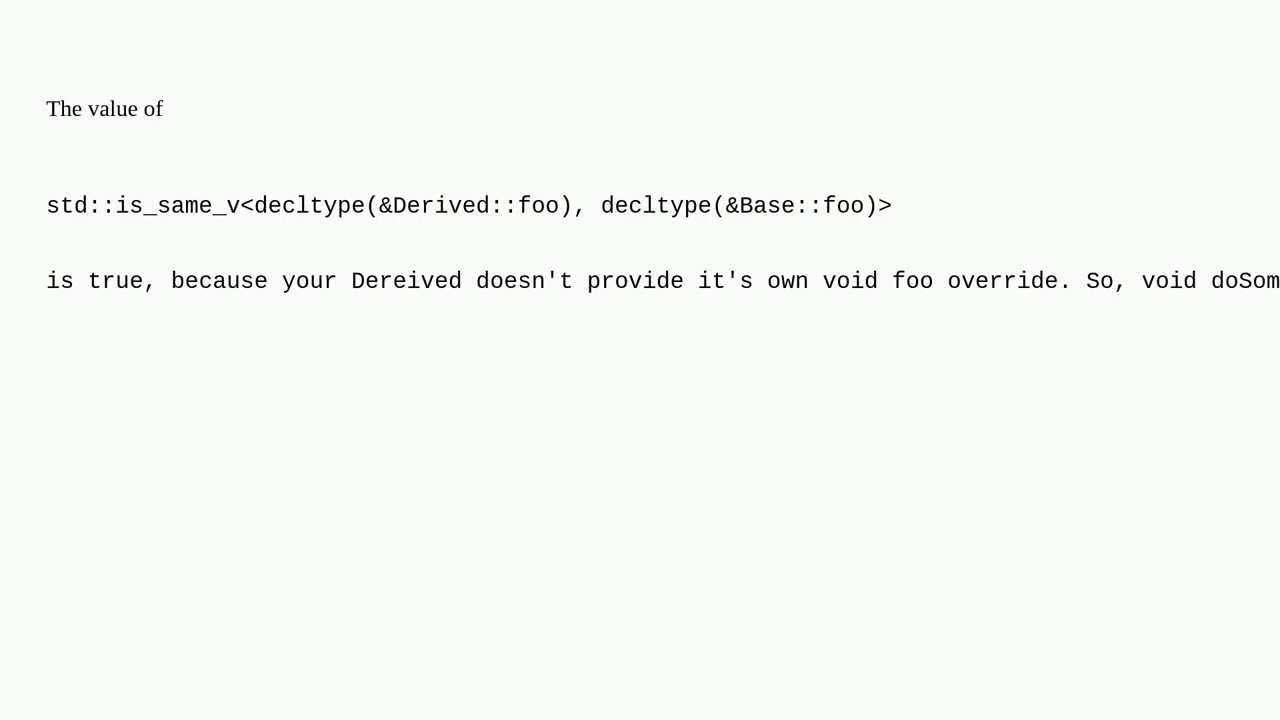 The value of
std::is_same_v<decltype(&Derived::foo), decltype(&Base::foo)>
is true, because your Dereived doesn't provide it's own void foo override. So, void doSom